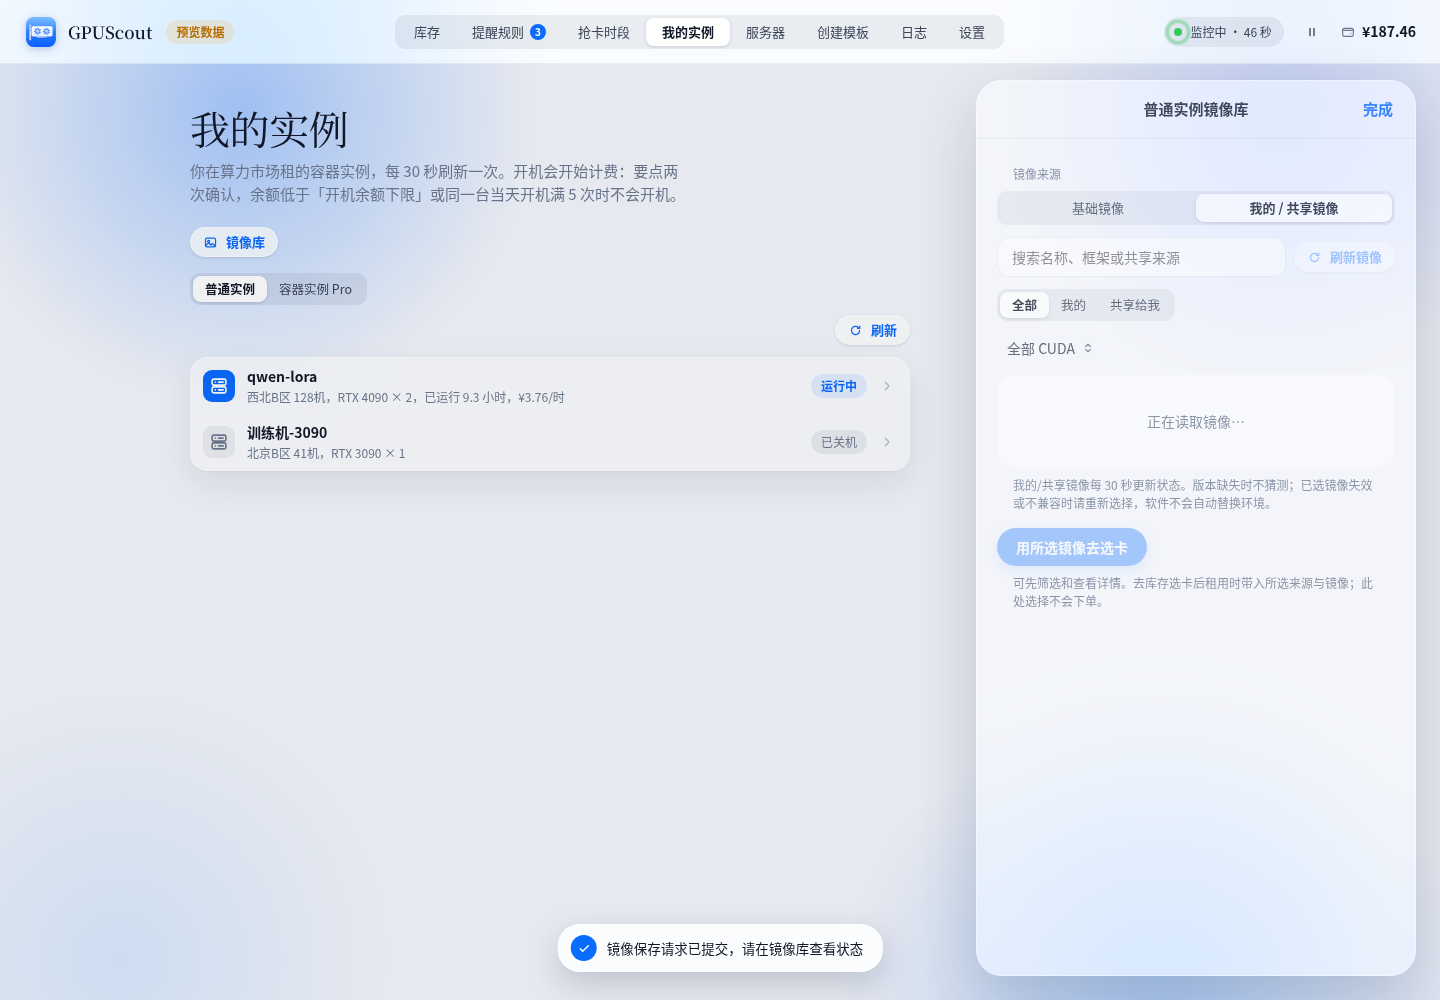 GPUScout
预览数据
库存
提醒规则 3
抢卡时段
我的实例
服务器
创建模板
日志
设置
监控中 · 46 秒
¥187.46
我的实例
你在算力市场租的容器实例，每 30 秒刷新一次。开机会开始计费：要点两
次确认，余额低于「开机余额下限」或同一台当天开机满 5 次时不会开机。
镜像库
普通实例
容器实例 Pro
刷新
qwen-lora
西北B区 128机，RTX 4090 × 2，已运行 9.3 小时，¥3.76/时
运行中
训练机-3090
北京B区 41机，RTX 3090 × 1
已关机
普通实例镜像库
完成
镜像来源
基础镜像
我的 / 共享镜像
搜索名称、框架或共享来源
刷新镜像
全部
我的
共享给我
全部 CUDA
正在读取镜像…
我的/共享镜像每 30 秒更新状态。版本缺失时不猜测；已选镜像失效
或不兼容时请重新选择，软件不会自动替换环境。
用所选镜像去选卡
可先筛选和查看详情。去库存选卡后租用时带入所选来源与镜像；此
处选择不会下单。
镜像保存请求已提交，请在镜像库查看状态